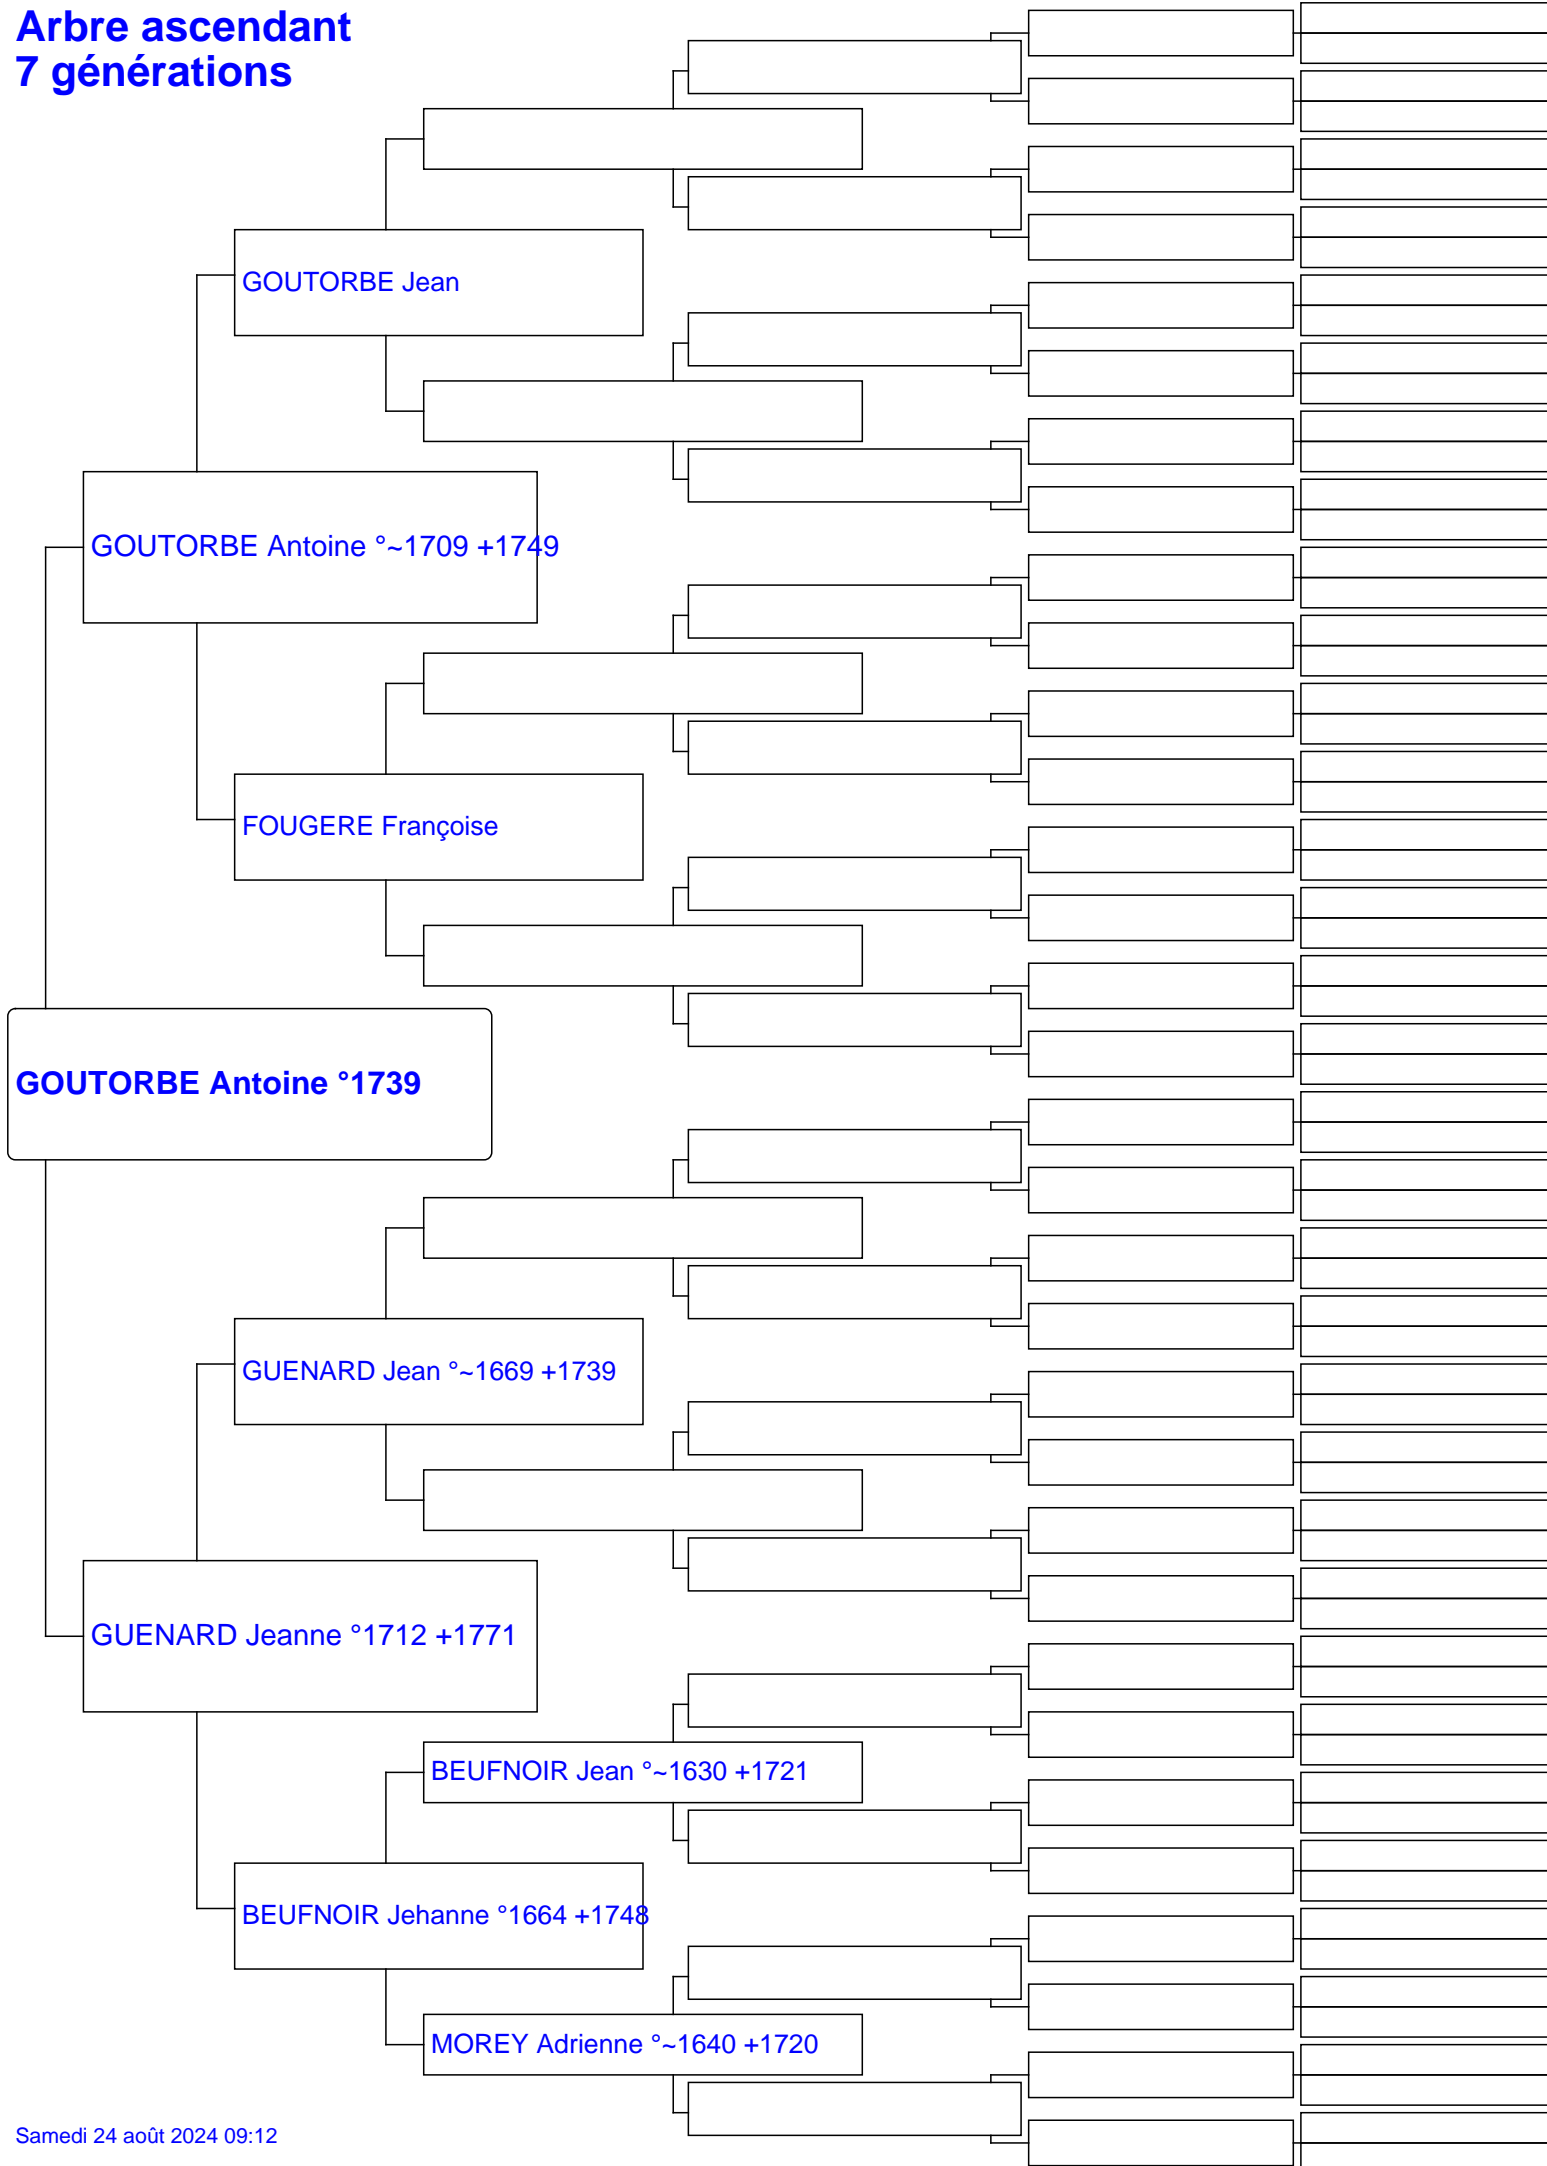 Arbre ascendant
7 générations
GOUTORBE Jean
GOUTORBE Antoine °~1709 +1749
FOUGERE Françoise
GOUTORBE Antoine °1739
GUENARD Jean °~1669 +1739
GUENARD Jeanne °1712 +1771
BEUFNOIR Jean °~1630 +1721
BEUFNOIR Jehanne °1664 +1748
MOREY Adrienne °~1640 +1720
Samedi 24 août 2024 09:12